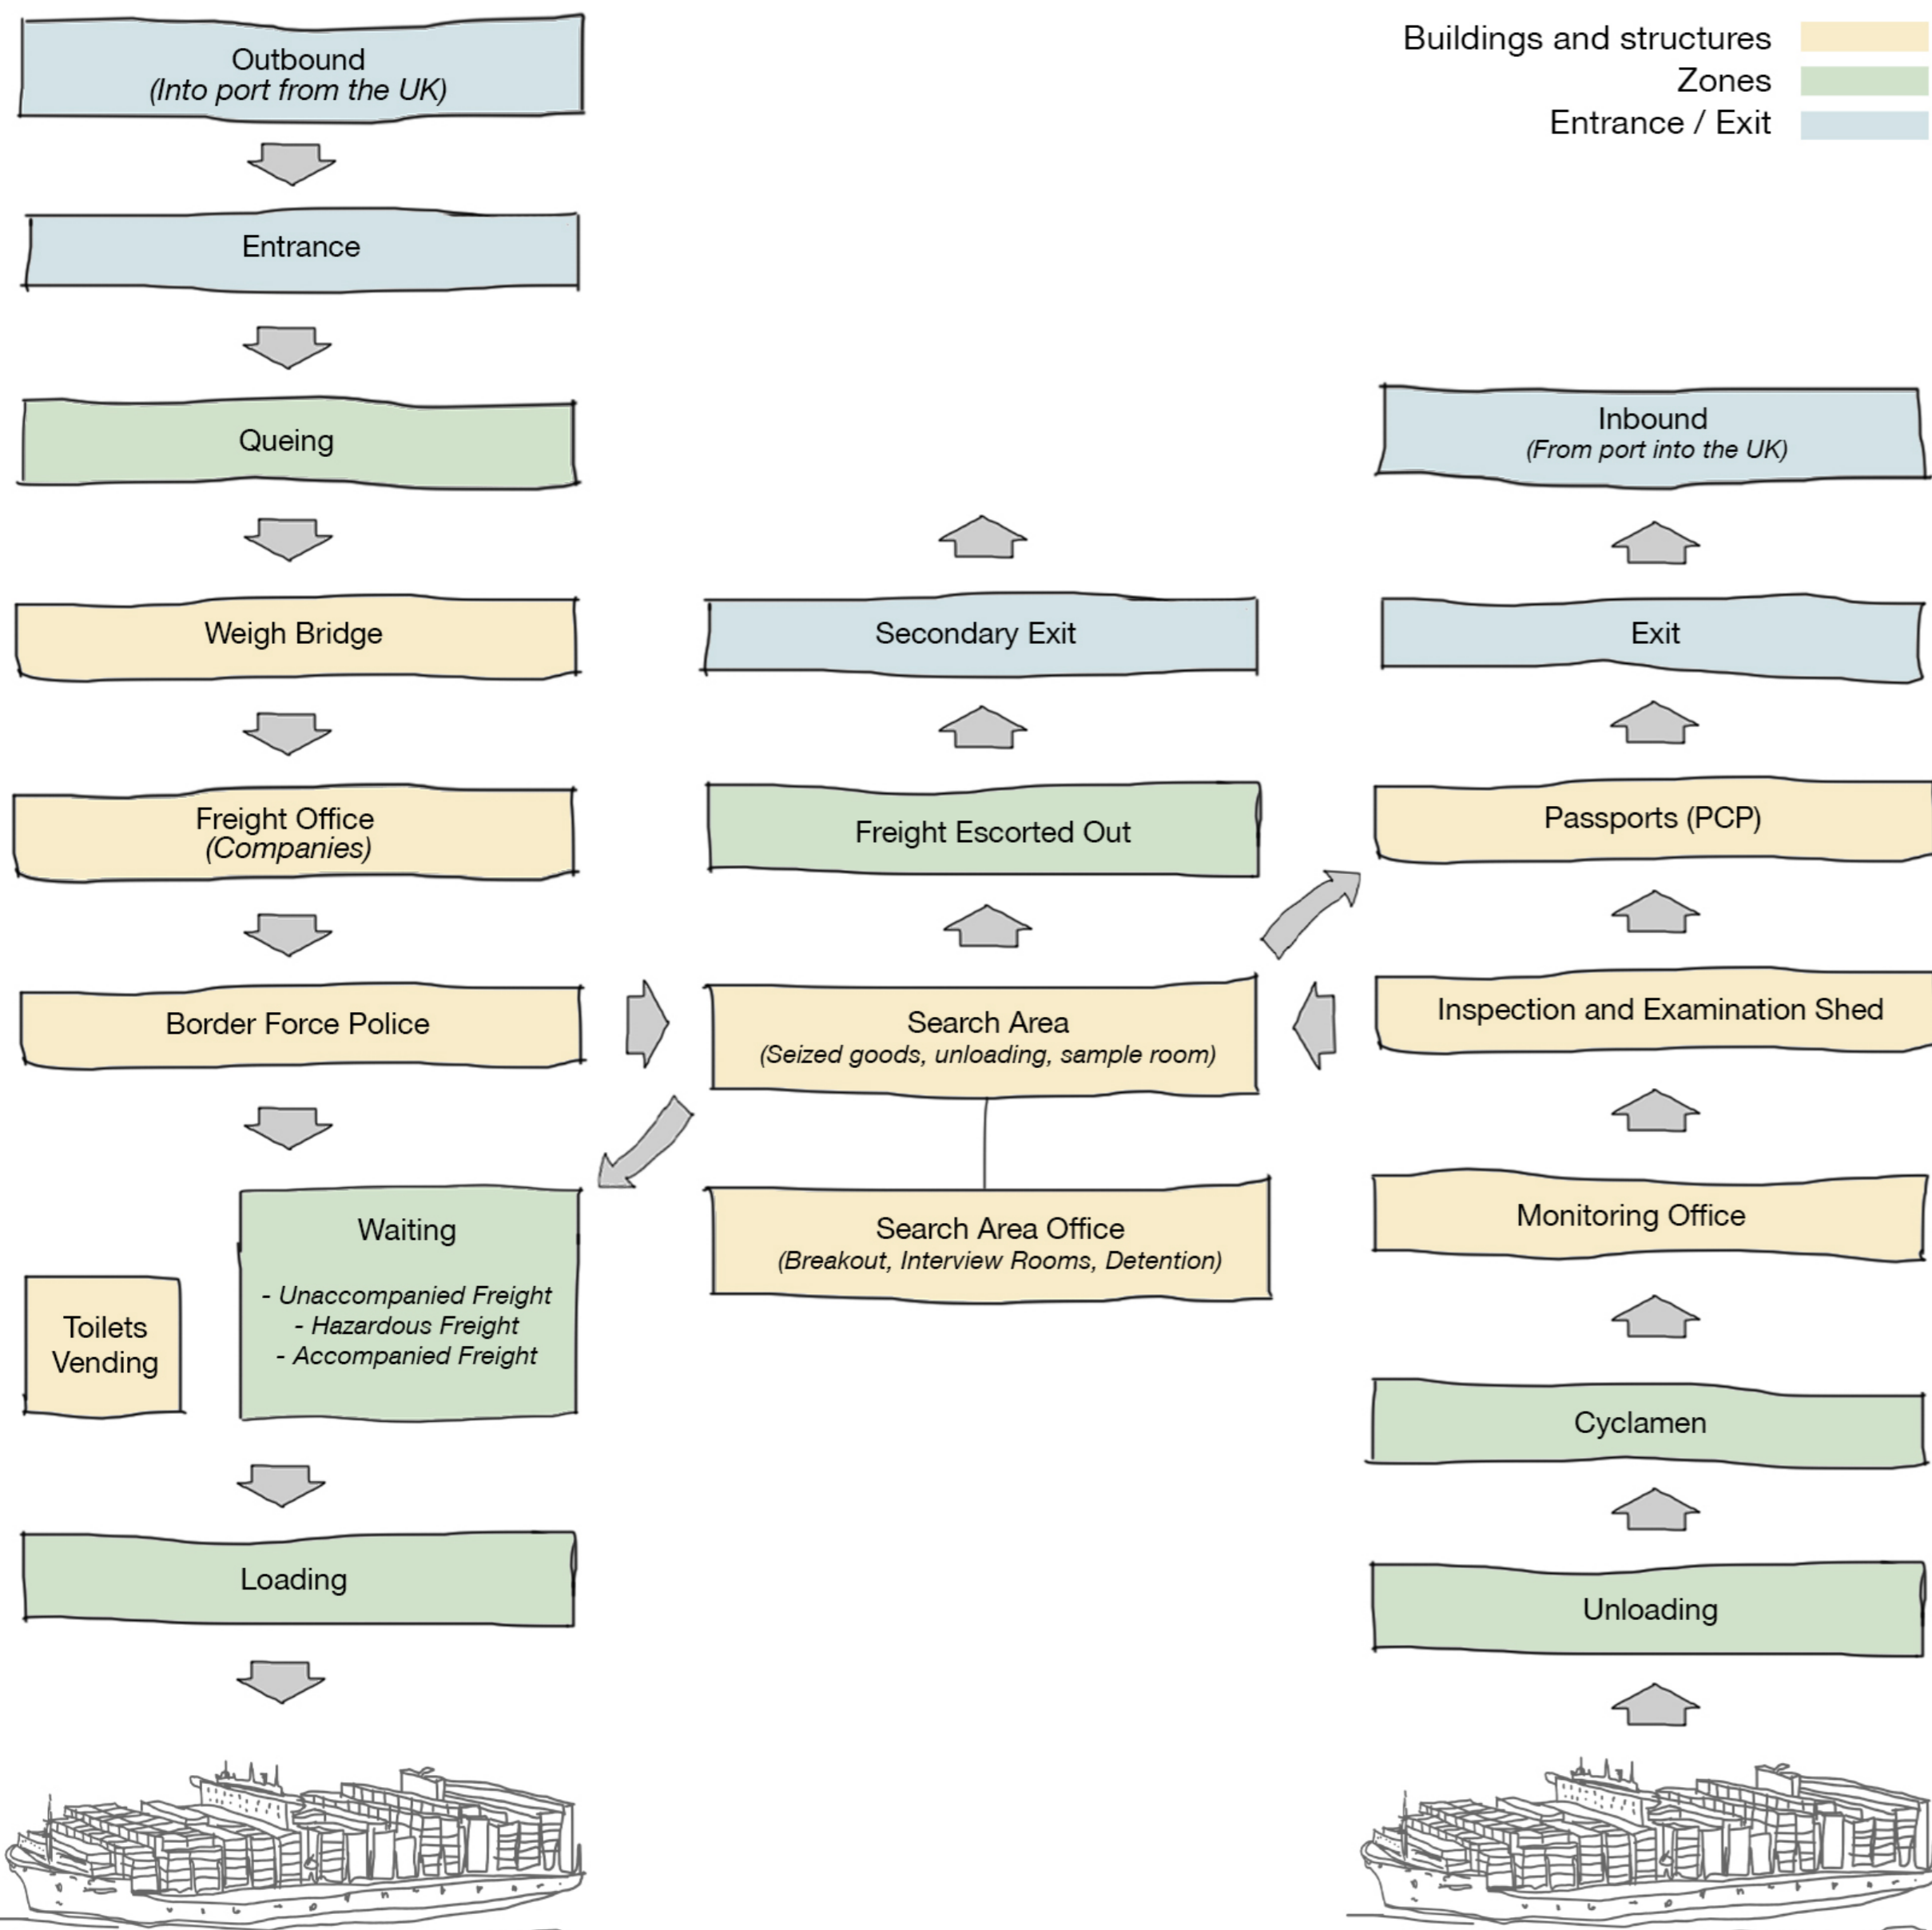 Outbound
(Into port from the UK)
Entrance
Queing
Weigh Bridge
Freight Office
(Companies)
Border Force Police
Waiting
- Unaccompanied Freight
- Hazardous Freight
- Accompanied Freight
Toilets
Vending
Loading
Secondary Exit
Freight Escorted Out
Search Area
(Seized goods, unloading, sample room)
Search Area Office
(Breakout, Interview Rooms, Detention)
Buildings and structures
Zones
Entrance / Exit
Inbound
(From port into the UK)
Exit
Passports (PCP)
Inspection and Examination Shed
Monitoring Office
Cyclamen
Unloading